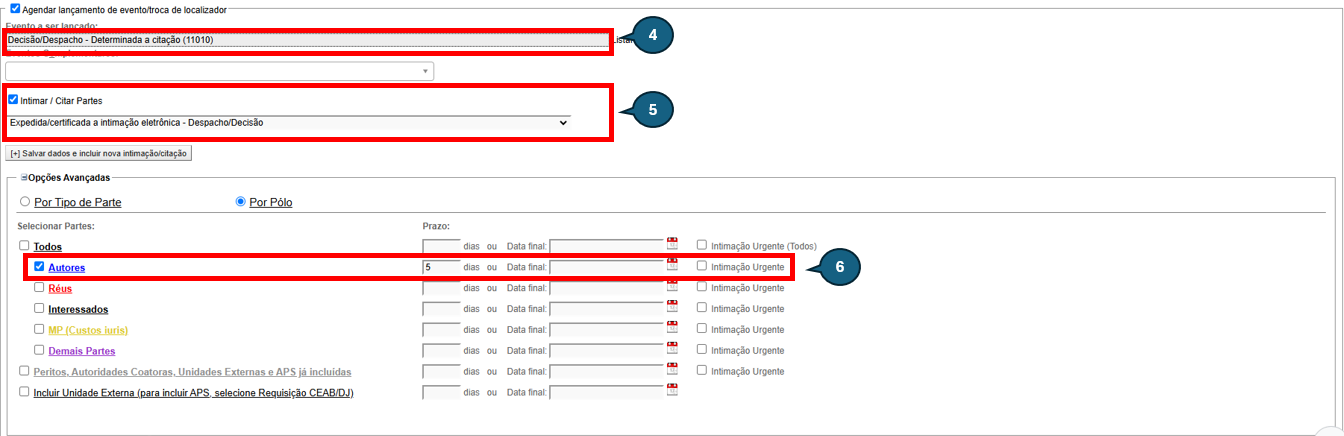 Agendar lançamento de evento/troca de localizador
Evento a ser lançado:
Decisão/Despacho - Determinada a citação (11010)
4
Intimar / Citar Partes
5
Expedida/certificada a intimação eletrônica - Despacho/Decisão
[+] Salvar dados e incluir nova intimação/citação
Opções Avançadas
Por Tipo de Parte Por Pólo
Selecionar Partes: Prazo:
Todos dias ou Data final: Intimação Urgente (Todos)
Autores 5 dias ou Data final: Intimação Urgente 6
Réus dias ou Data final: Intimação Urgente
Interessados dias ou Data final: Intimação Urgente
MP (Custos iuris) dias ou Data final: Intimação Urgente
Demais Partes dias ou Data final: Intimação Urgente
Peritos, Autoridades Coatoras, Unidades Externas e APS já incluídas dias ou Data final: Intimação Urgente
Incluir Unidade Externa (para incluir APS, selecione Requisição CEAB/DJ) dias ou Data final: